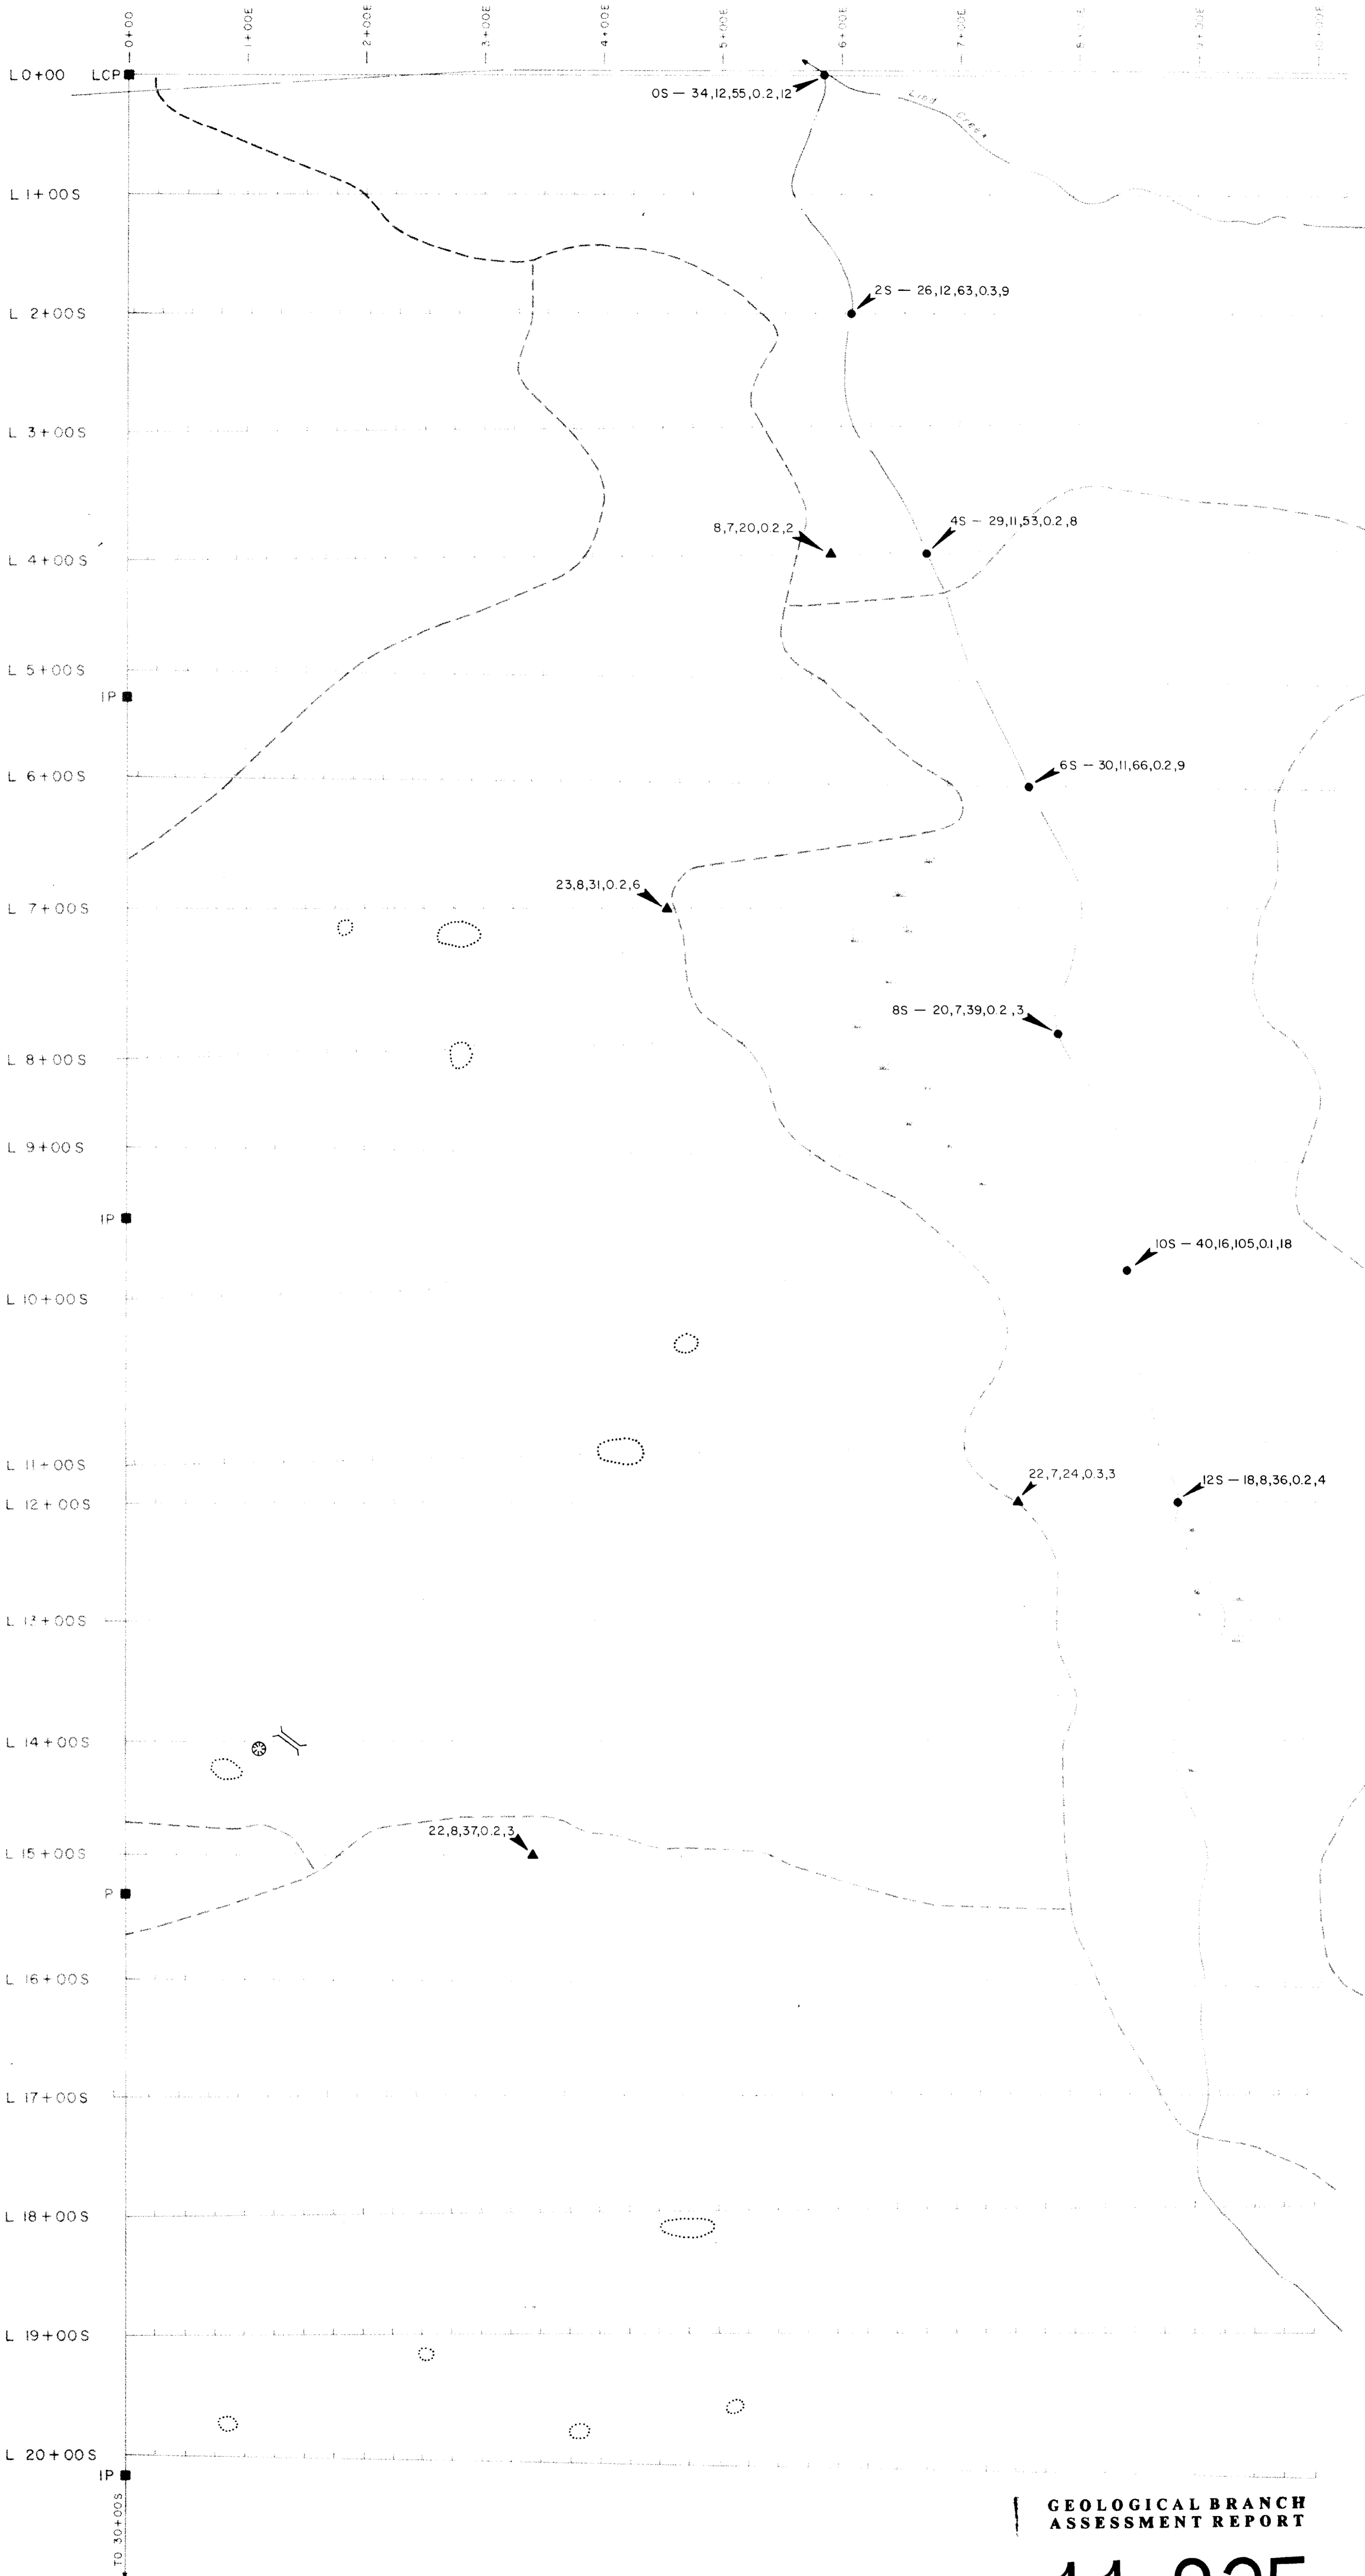 0+00
1+00E
2+00E
3+00E
4+00E
5+00E
6+00E
7+00E
L 0+00 LCP
0S — 34,12,55,0.2,12
Lind Creek
L 1+00S
2S — 26,12,63,0.3,9
L 2+00S
L 3+00S
4S — 29,11,53,0.2,8
8,7,20,0.2,2
L 4+00S
L 5+00S
IP
6S — 30,11,66,0.2,9
L 6+00S
23,8,31,0.2,6
L 7+00S
8S — 20,7,39,0.2,3
L 8+00S
L 9+00S
IP
10S — 40,16,105,0.1,18
L 10+00S
L 11+00S
22,7,24,0.3,3
12S — 18,8,36,0.2,4
L 12+00S
L 13+00S
L 14+00S
22,8,37,0.2,3
L 15+00S
P
L 16+00S
L 17+00S
L 18+00S
L 19+00S
L 20+00S
IP
TO 30+00S
GEOLOGICAL BRANCH
ASSESSMENT REPORT